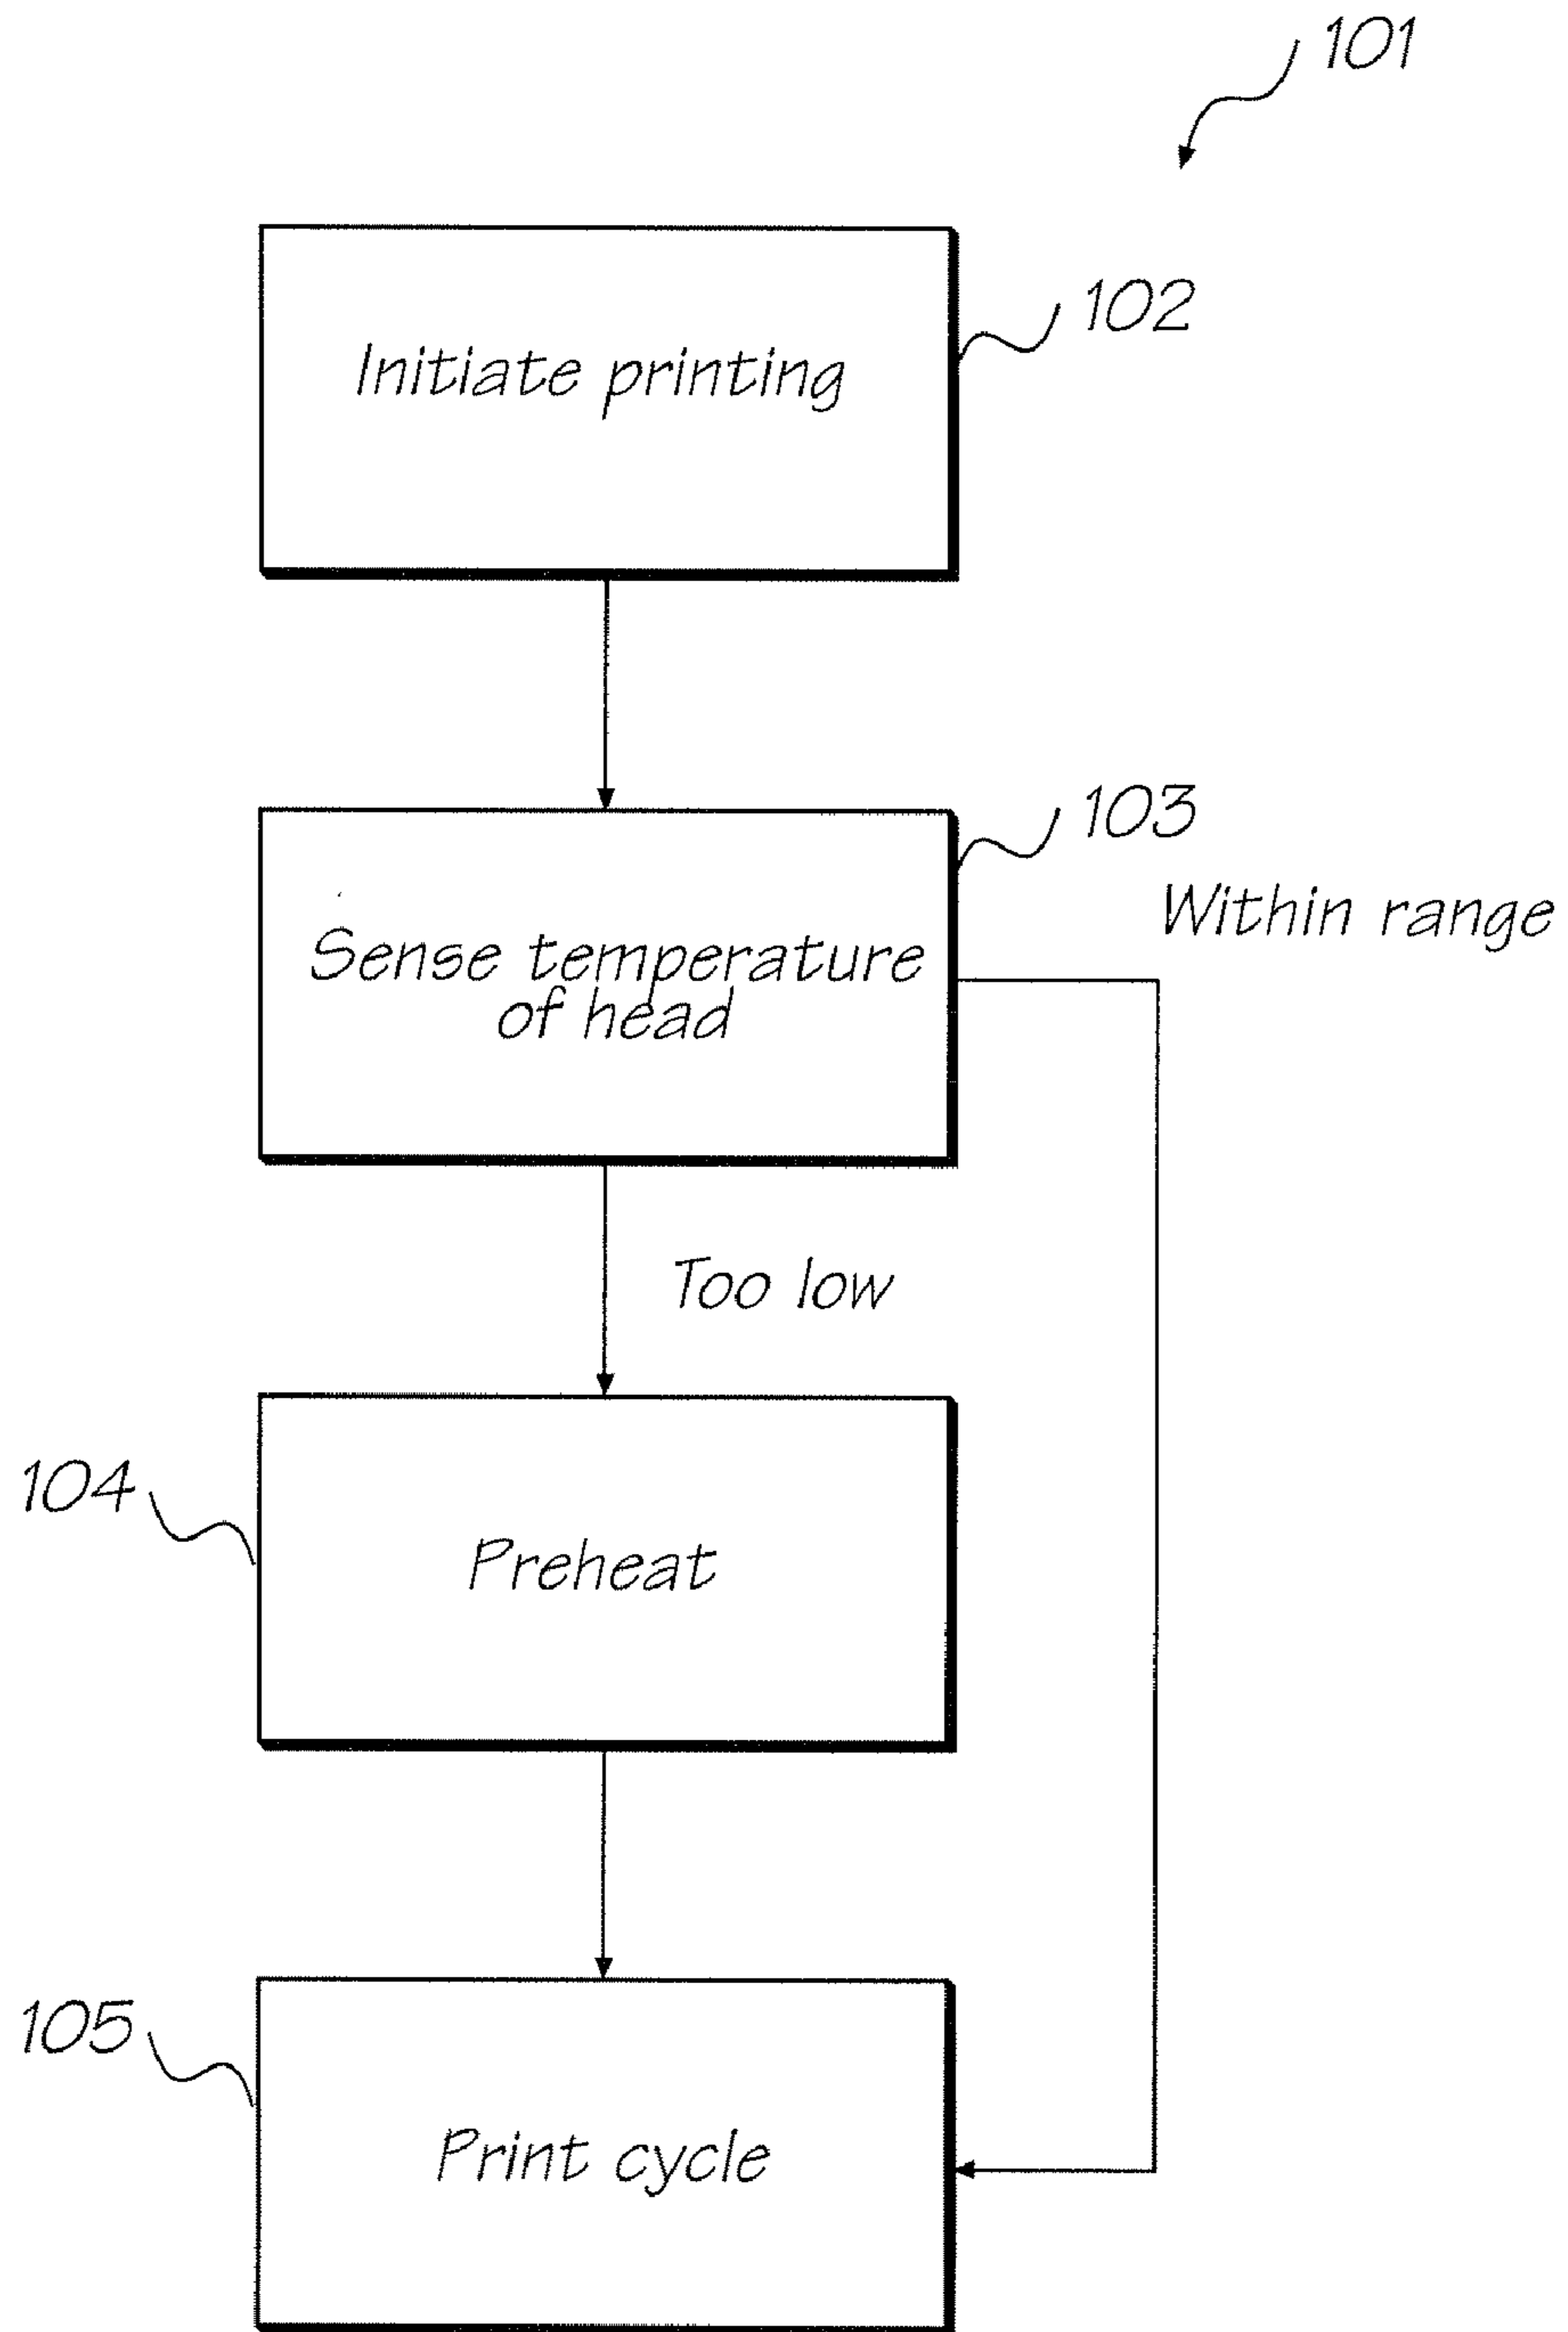 101
102
Initiate printing
103
Within range
Sense temperature
of head
Too low
104
Preheat
105
Print cycle